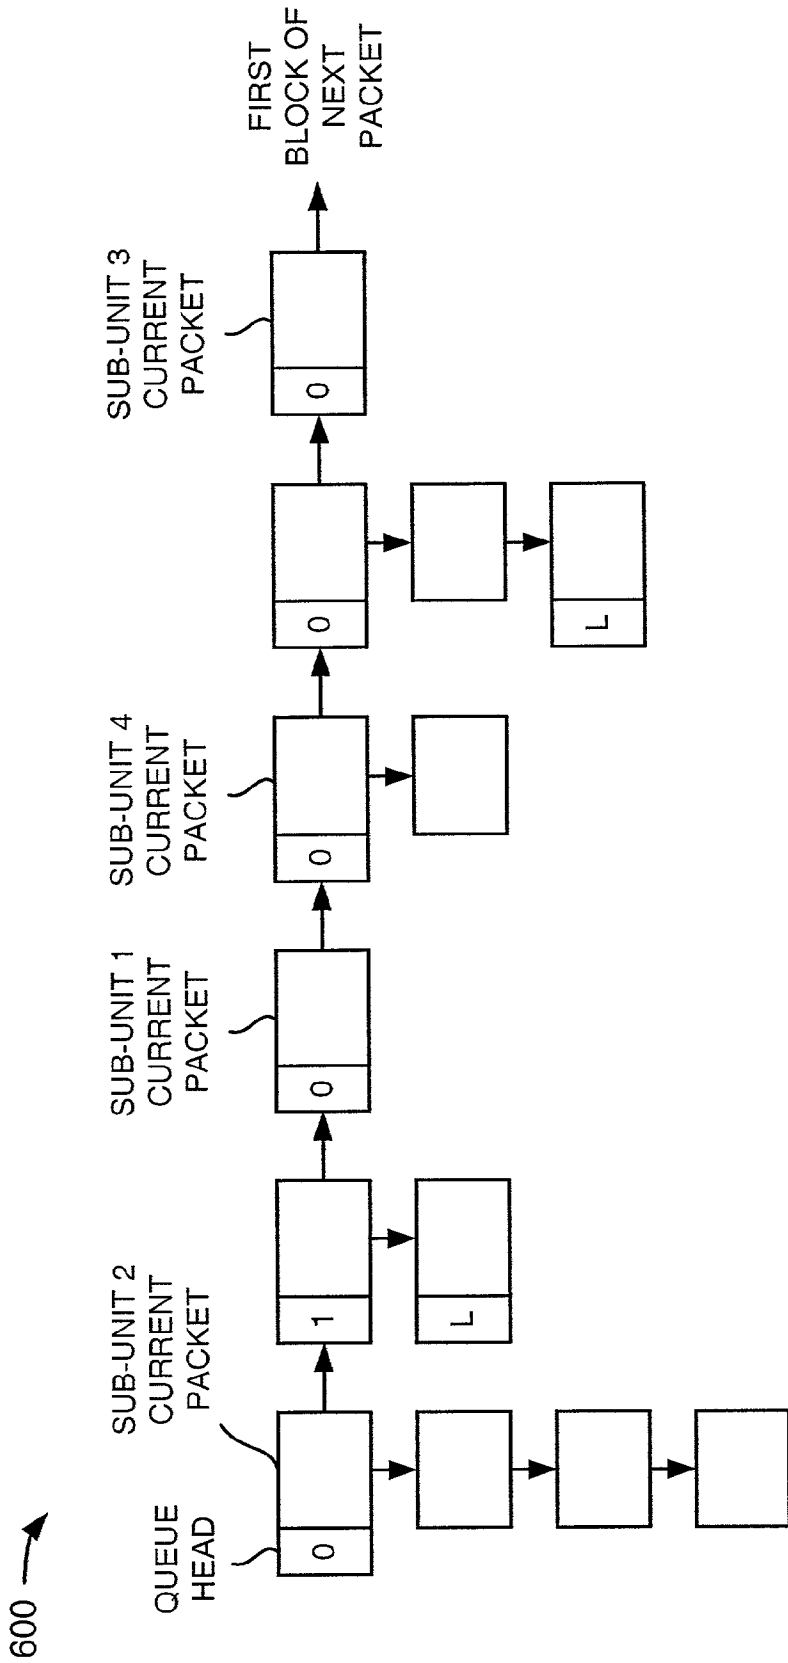 600
QUEUE
HEAD
SUB-UNIT 2
CURRENT
PACKET
SUB-UNIT 1
CURRENT
PACKET
SUB-UNIT 4
CURRENT
PACKET
SUB-UNIT 3
CURRENT
PACKET
FIRST
BLOCK OF
NEXT
PACKET
0
1
0
0
0
0
L
L